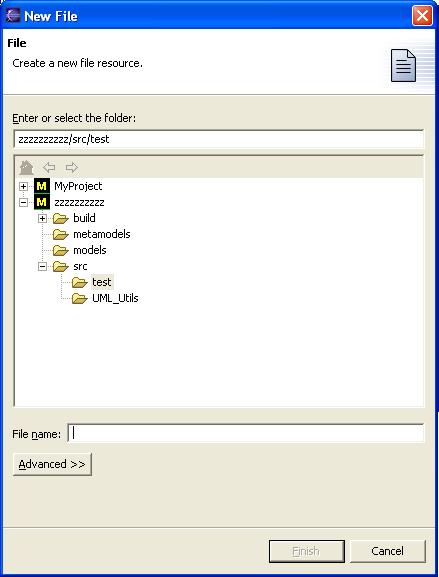 New File
File
Create a new file resource.
Enter or select the folder:
zzzzzzzzzz/src/test
M MyProject
M zzzzzzzzzz
build
metamodels
models
src
test
UML_Utils
File name:
Advanced >>
Finish Cancel